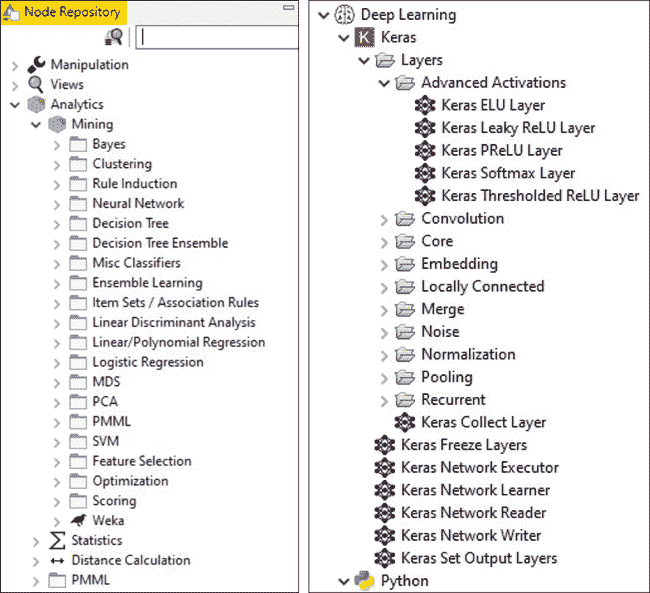 Node Repository
Manipulation
Views
Analytics
Mining
Bayes
Clustering
Rule Induction
Neural Network
Decision Tree
Decision Tree Ensemble
Misc Classifiers
Ensemble Learning
Item Sets / Association Rules
Linear Discriminant Analysis
Linear/Polynomial Regression
Logistic Regression
MDS
PCA
PMML
SVM
Feature Selection
Optimization
Scoring
Weka
Statistics
Distance Calculation
PMML
Deep Learning
K Keras
Layers
Advanced Activations
Keras ELU Layer
Keras Leaky ReLU Layer
Keras PReLU Layer
Keras Softmax Layer
Keras Thresholded ReLU Layer
Convolution
Core
Embedding
Locally Connected
Merge
Noise
Normalization
Pooling
Recurrent
Keras Collect Layer
Keras Freeze Layers
Keras Network Executor
Keras Network Learner
Keras Network Reader
Keras Network Writer
Keras Set Output Layers
Python